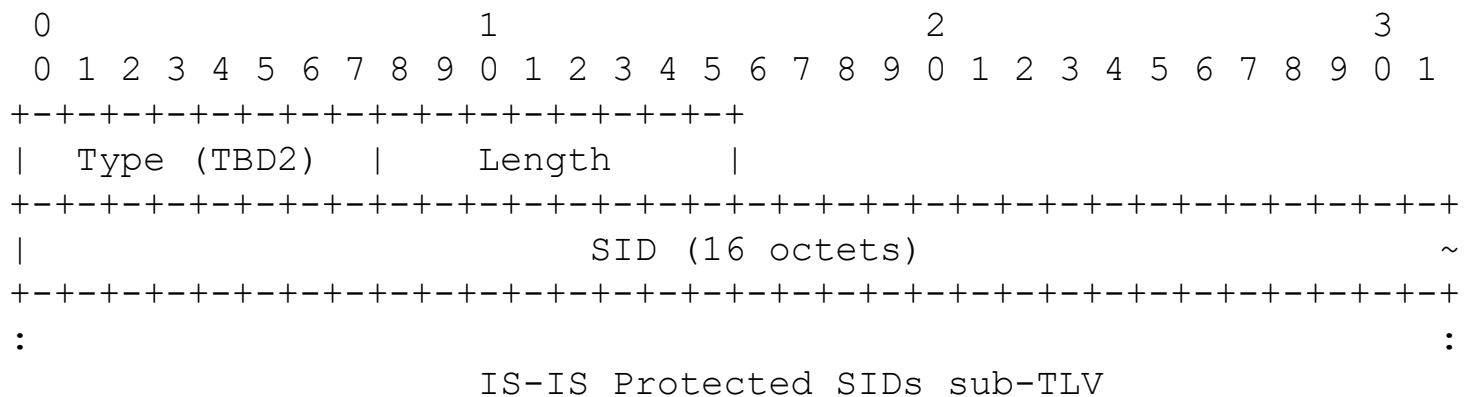 0                   1                   2                   3
 0 1 2 3 4 5 6 7 8 9 0 1 2 3 4 5 6 7 8 9 0 1 2 3 4 5 6 7 8 9 0 1
+-+-+-+-+-+-+-+-+-+-+-+-+-+-+-+-+
|  Type (TBD2)  |    Length     |
+-+-+-+-+-+-+-+-+-+-+-+-+-+-+-+-+-+-+-+-+-+-+-+-+-+-+-+-+-+-+-+-+
|                         SID (16 octets)                       ~
+-+-+-+-+-+-+-+-+-+-+-+-+-+-+-+-+-+-+-+-+-+-+-+-+-+-+-+-+-+-+-+-+
:                                                               :
                    IS-IS Protected SIDs sub-TLV